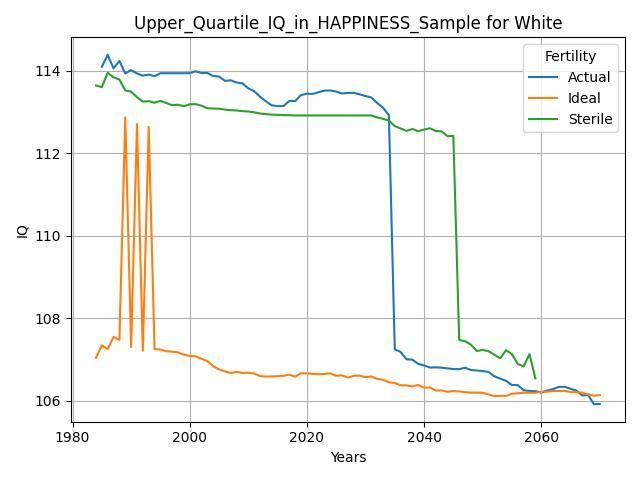 Upper_Quartile_IQ_in_HAPPINESS_Sample for White
Fertility
Actual
Ideal
Sterile
IQ
114
112
110
108
106
1980
2000
2020
2040
2060
Years